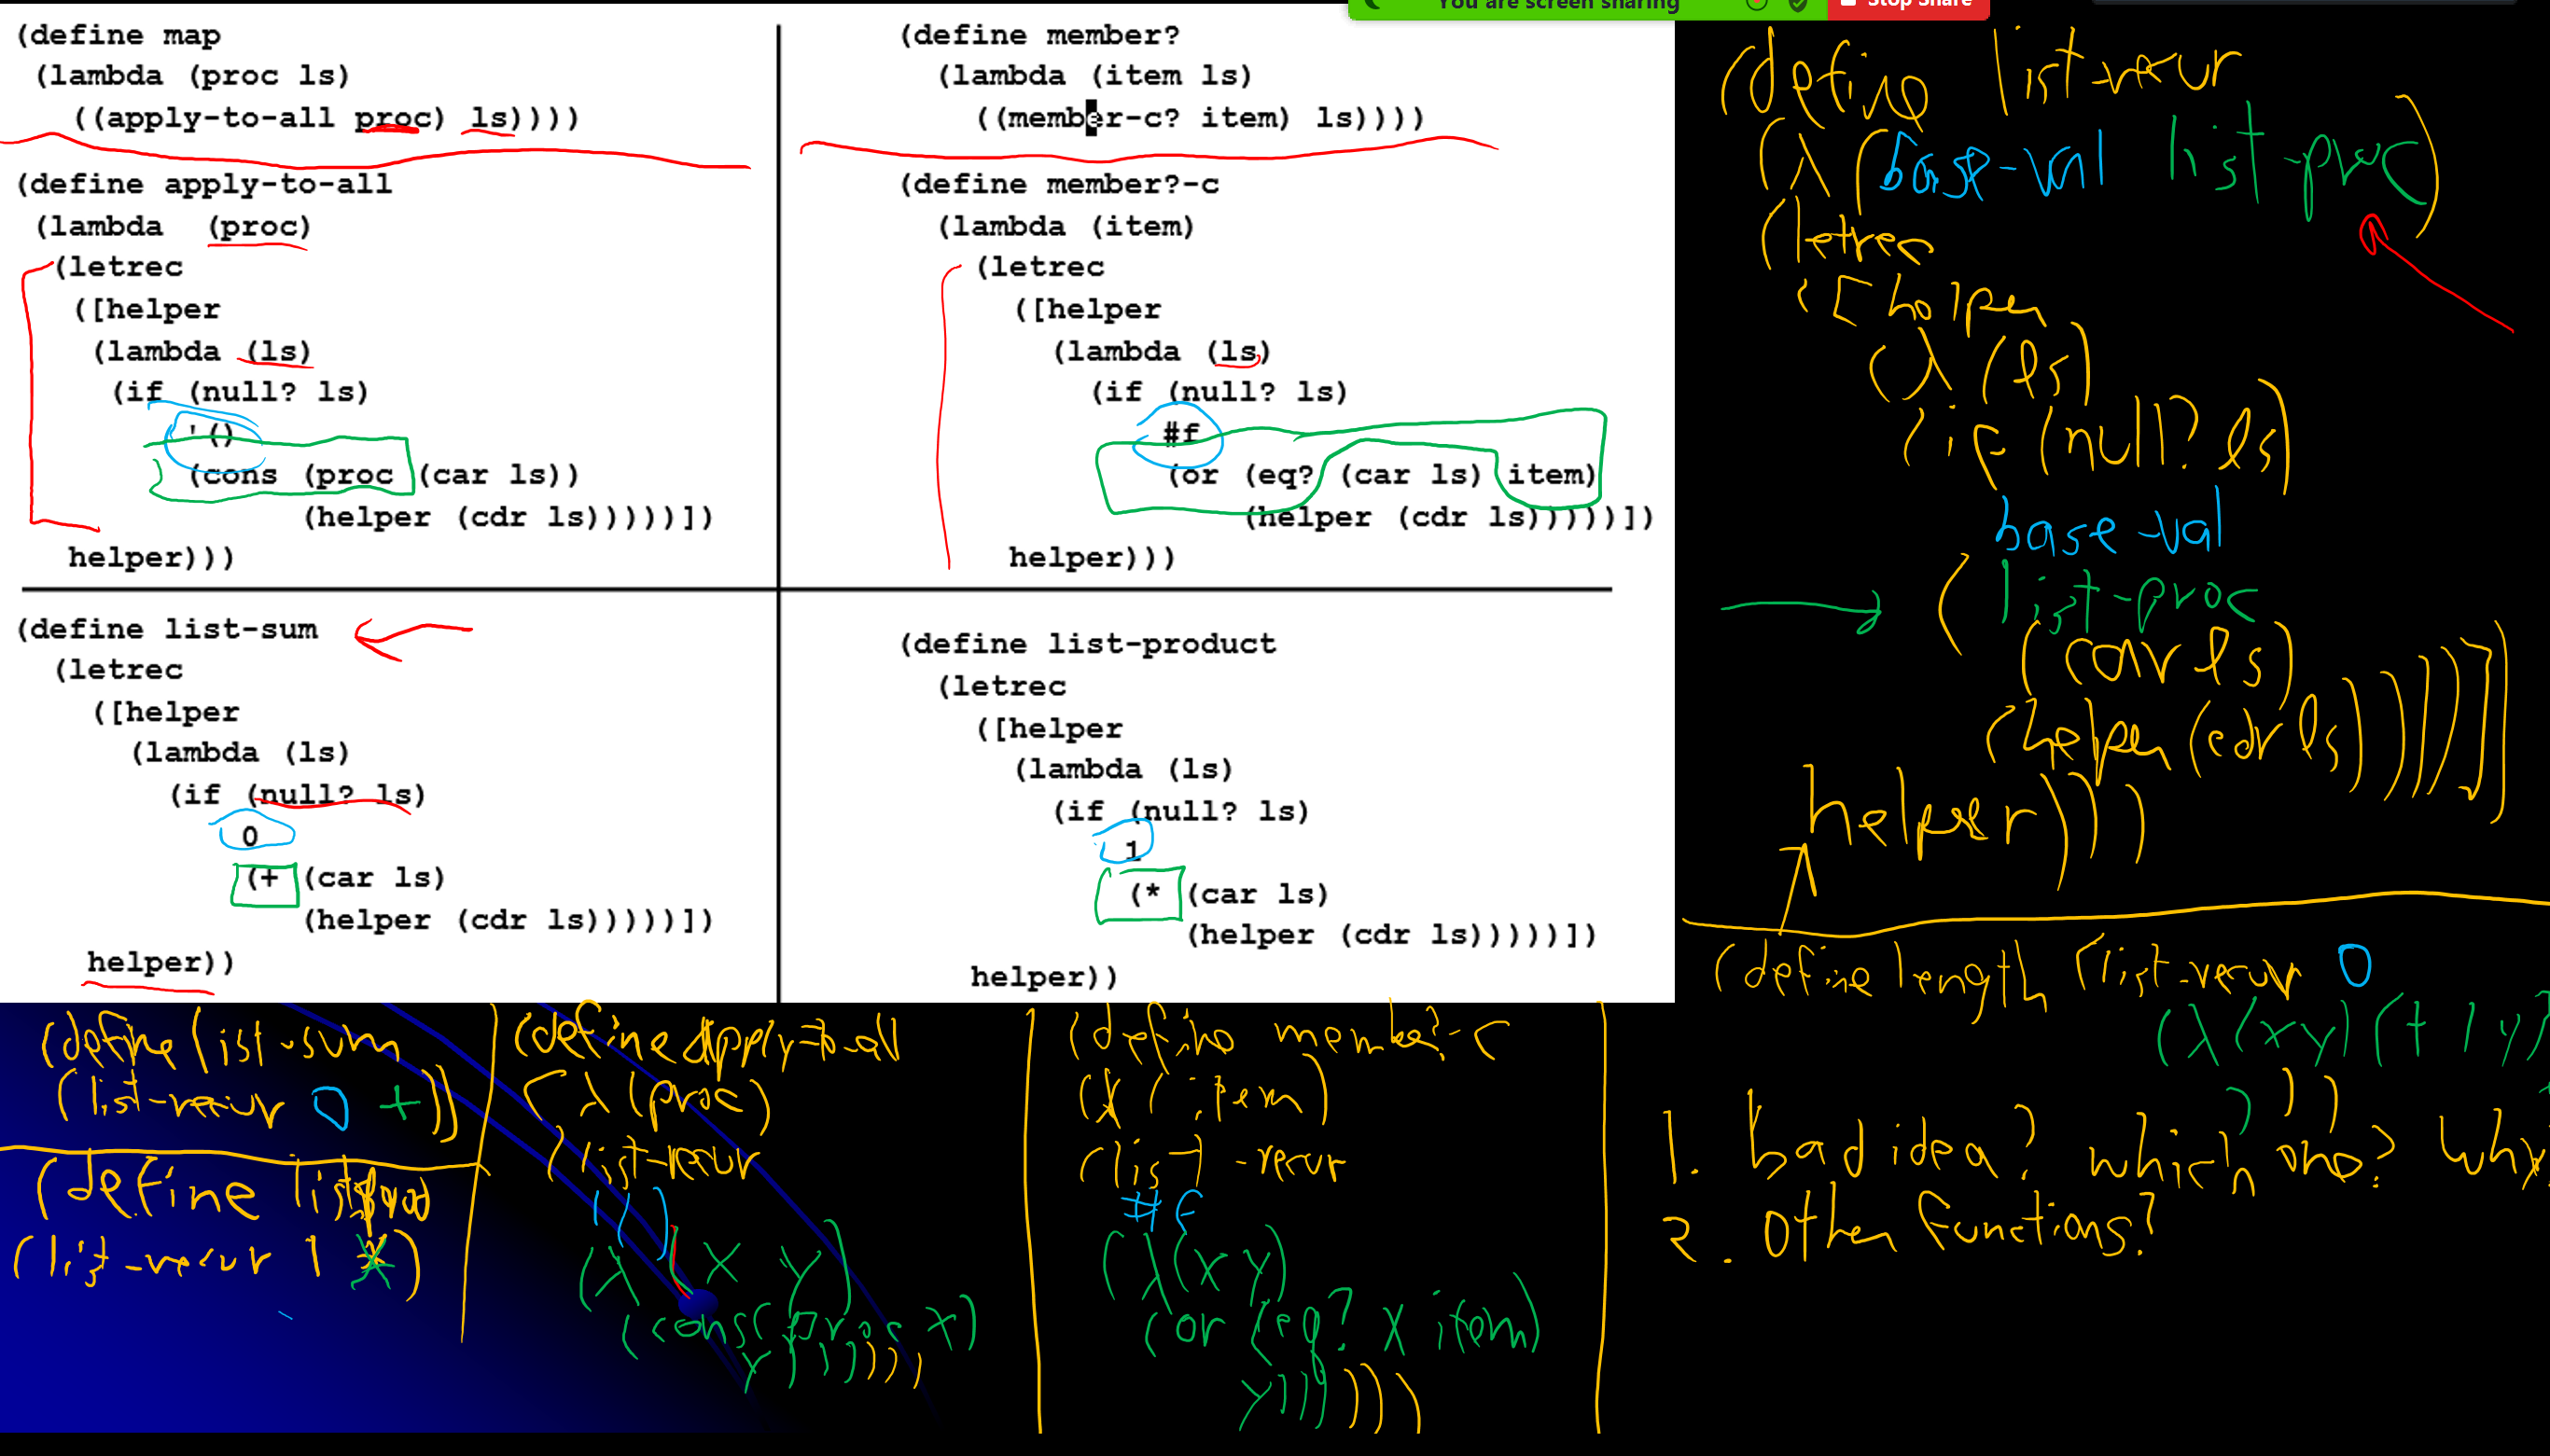 You are screen sharing
Stop Share
(define map
(lambda (proc ls)
((apply-to-all proc) ls))))
(define apply-to-all
(lambda (proc)
(letrec
([helper
(lambda (ls)
(if (null? ls)
'()
(cons (proc (car ls))
(helper (cdr ls)))))])
helper)))
(define member?
(lambda (item ls)
((member-c? item) ls))))
(define member?-c
(lambda (item)
(letrec
([helper
(lambda (ls)
(if (null? ls)
#f
(or (eq? (car ls) item)
(helper (cdr ls)))))])
helper)))
(define list-sum
(letrec
([helper
(lambda (ls)
(if (null? ls)
0
(+ (car ls)
(helper (cdr ls)))))])
helper))
(define list-product
(letrec
([helper
(lambda (ls)
(if (null? ls)
1
(* (car ls)
(helper (cdr ls)))))])
helper))
(define list-recur
(λ (base-val list-proc)
(letrec
([helper
(λ (ls)
(if (null? ls)
base-val
(list-proc
(car ls)
(helper (cdr ls)))))])
helper)))
(define length (list-recur 0
(λ (x y) (+ 1 y)
)))
1. Bad idea? which one? Why
2. Other functions?
(define list-sum
(list-recur 0 +))
(define list-prod
(list-recur 1 *)
(define apply-to-all
(λ (proc)
(list-recur
'()
(λ (x y)
(cons (proc x)
y))))))
(define member?-c
(λ (item)
(list-recur
#f
(λ (x y)
(or (eq? x item)
y))))))